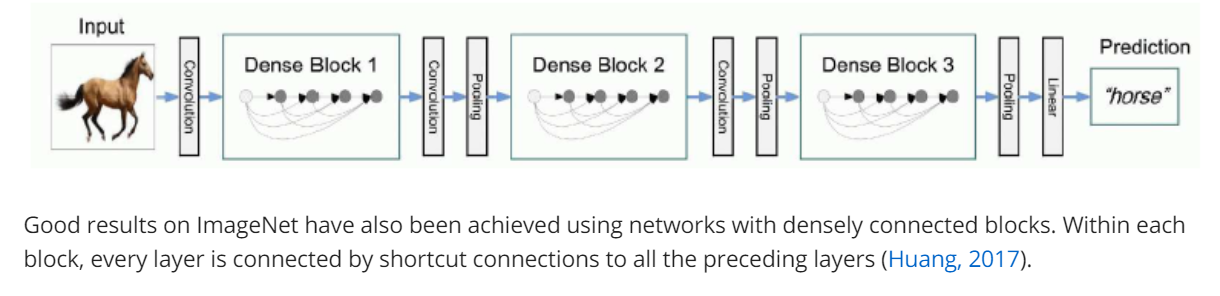 Input
Convolution
Dense Block 1
Convolution
Pooling
Dense Block 2
Convolution
Pooling
Dense Block 3
Pooling
Linear
Prediction
"horse"
Good results on ImageNet have also been achieved using networks with densely connected blocks. Within each
block, every layer is connected by shortcut connections to all the preceding layers (Huang, 2017).